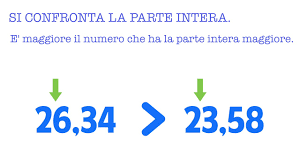 SI CONFRONTA LA PARTE INTERA.
E' maggiore il numero che ha la parte intera maggiore.
26,34 > 23,58